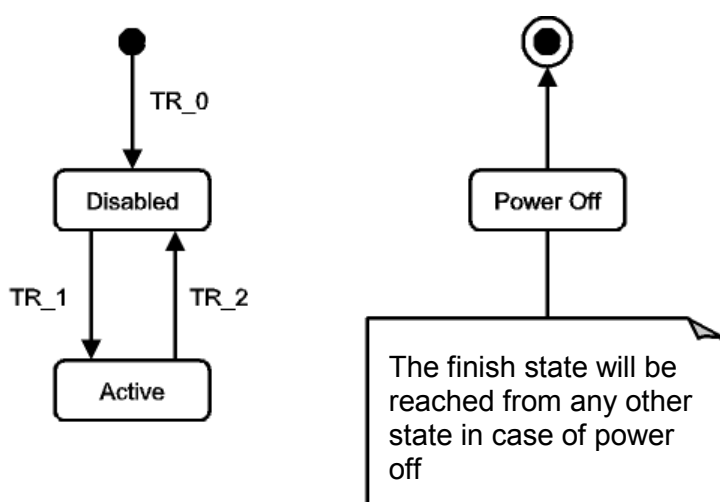 TR_0
Disabled
TR_1
TR_2
Active
Power Off
The finish state will be
reached from any other
state in case of power
off